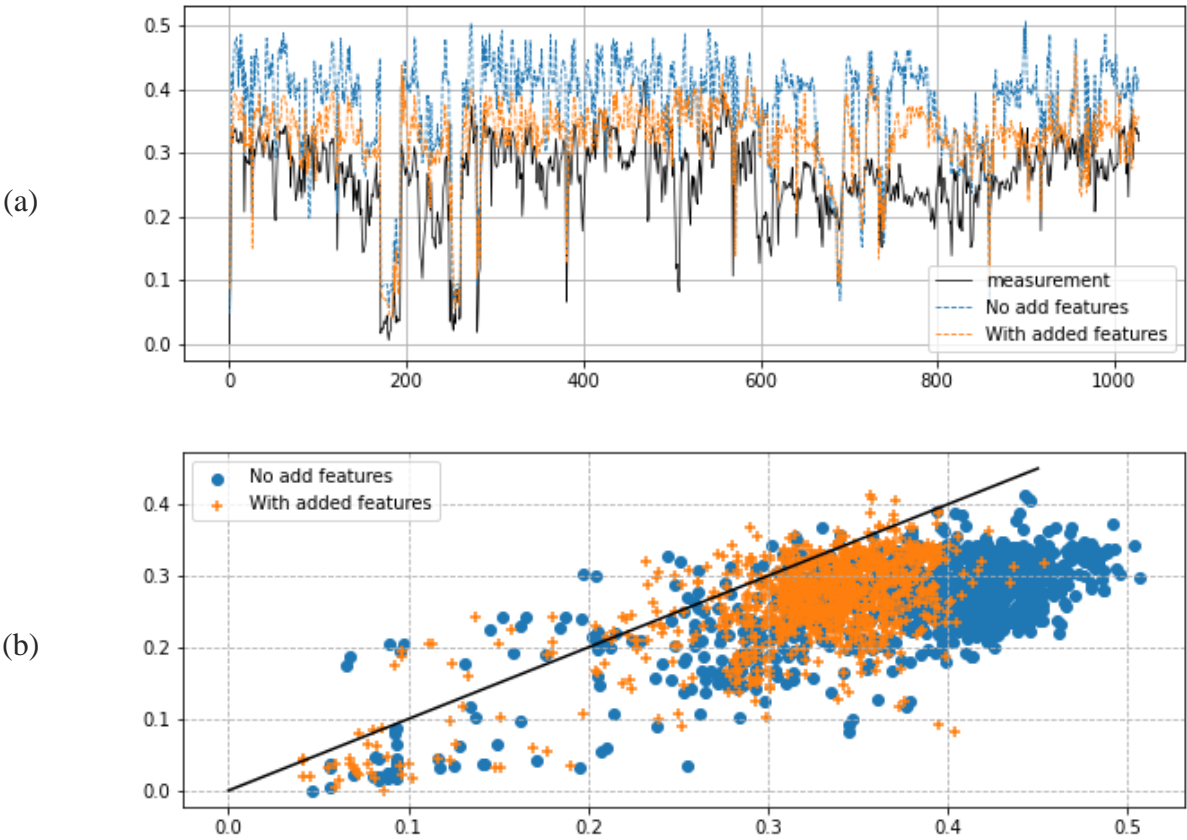 (a)
0.5
0.4
0.3
0.2
0.1
0.0
measurement
No add features
With added features
0 200 400 600 800 1000
(b)
No add features
With added features
0.4
0.3
0.2
0.1
0.0
0.0 0.1 0.2 0.3 0.4 0.5